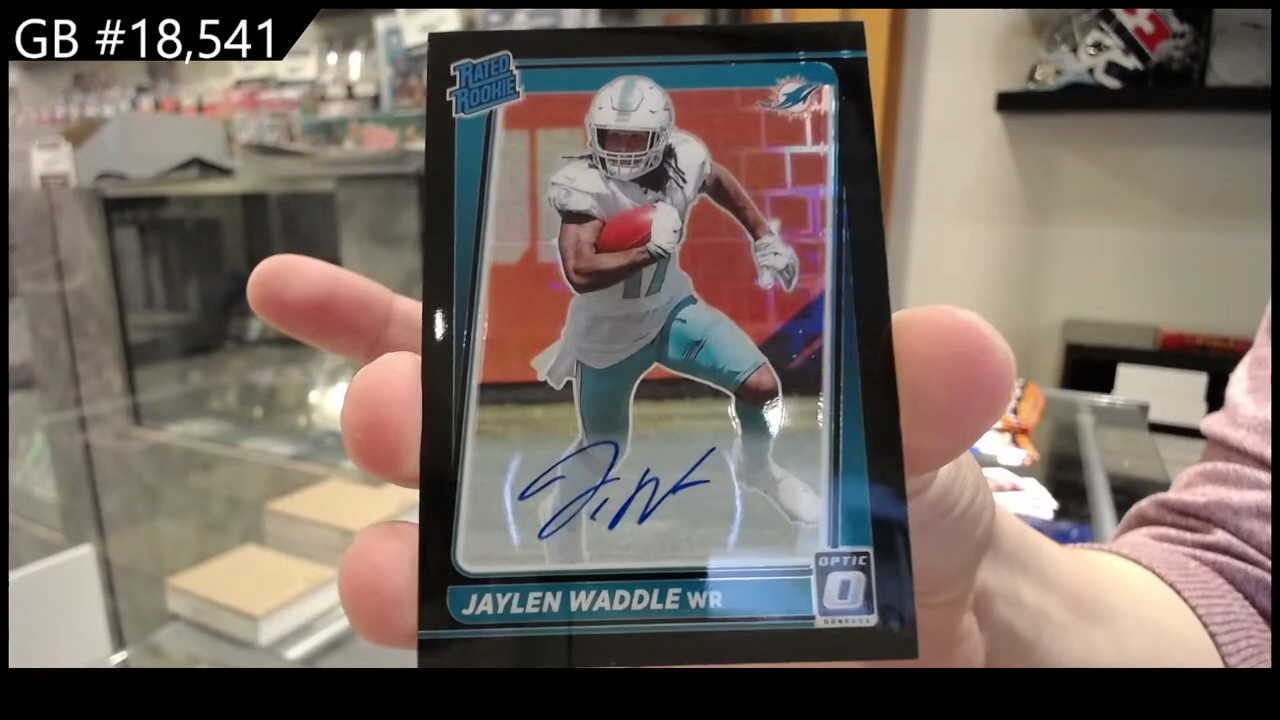 GB #18,541
RATED
ROOKIE
17
JAYLEN WADDLE WR
OPTIC
O
DONRUSS